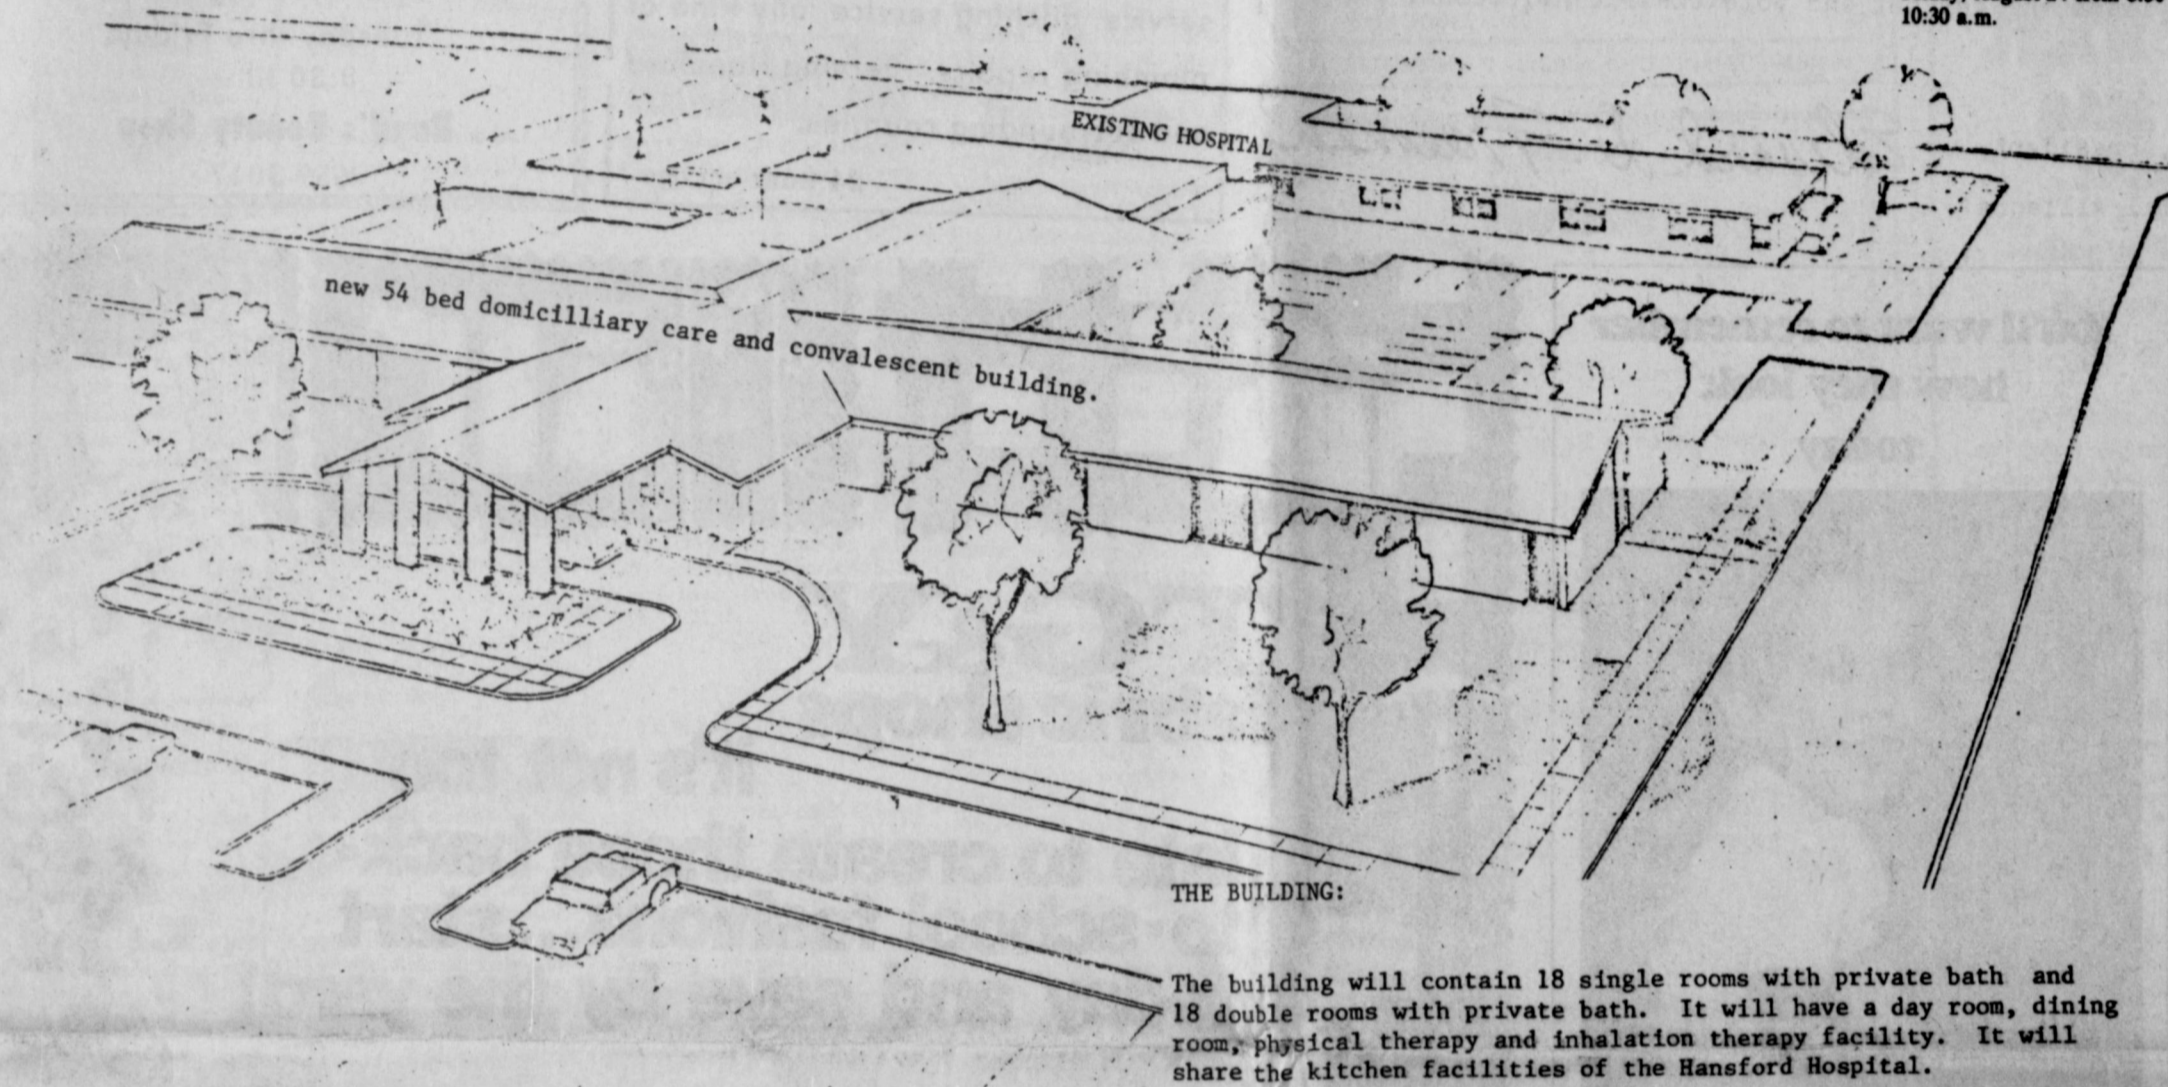 10:30 a.m.
EXISTING HOSPITAL
new 54 bed domicilliary care and convalescent building.
THE BUILDING:
The building will contain 18 single rooms with private bath and
18 double rooms with private bath. It will have a day room, dining
room, physical therapy and inhalation therapy facility. It will
share the kitchen facilities of the Hansford Hospital.